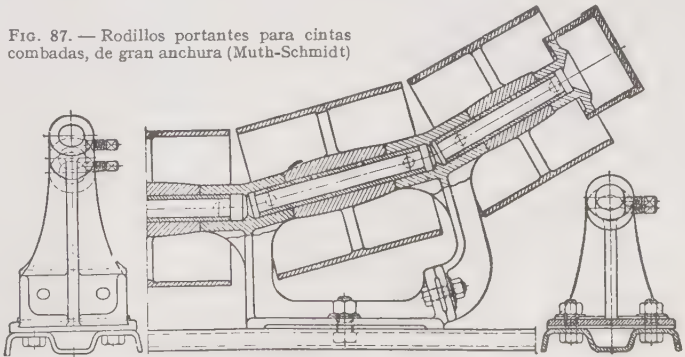 FIG. 87. — Rodillos portantes para cintas
combadas, de gran anchura (Muth-Schmidt)